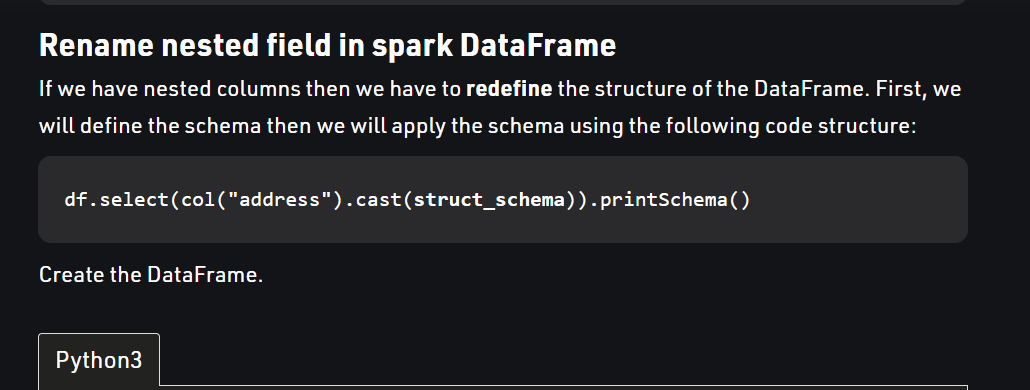 Rename nested field in spark DataFrame
If we have nested columns then we have to redefine the structure of the DataFrame. First, we
will define the schema then we will apply the schema using the following code structure:
df.select(col("address").cast(struct_schema)).printSchema()
Create the DataFrame.
Python3